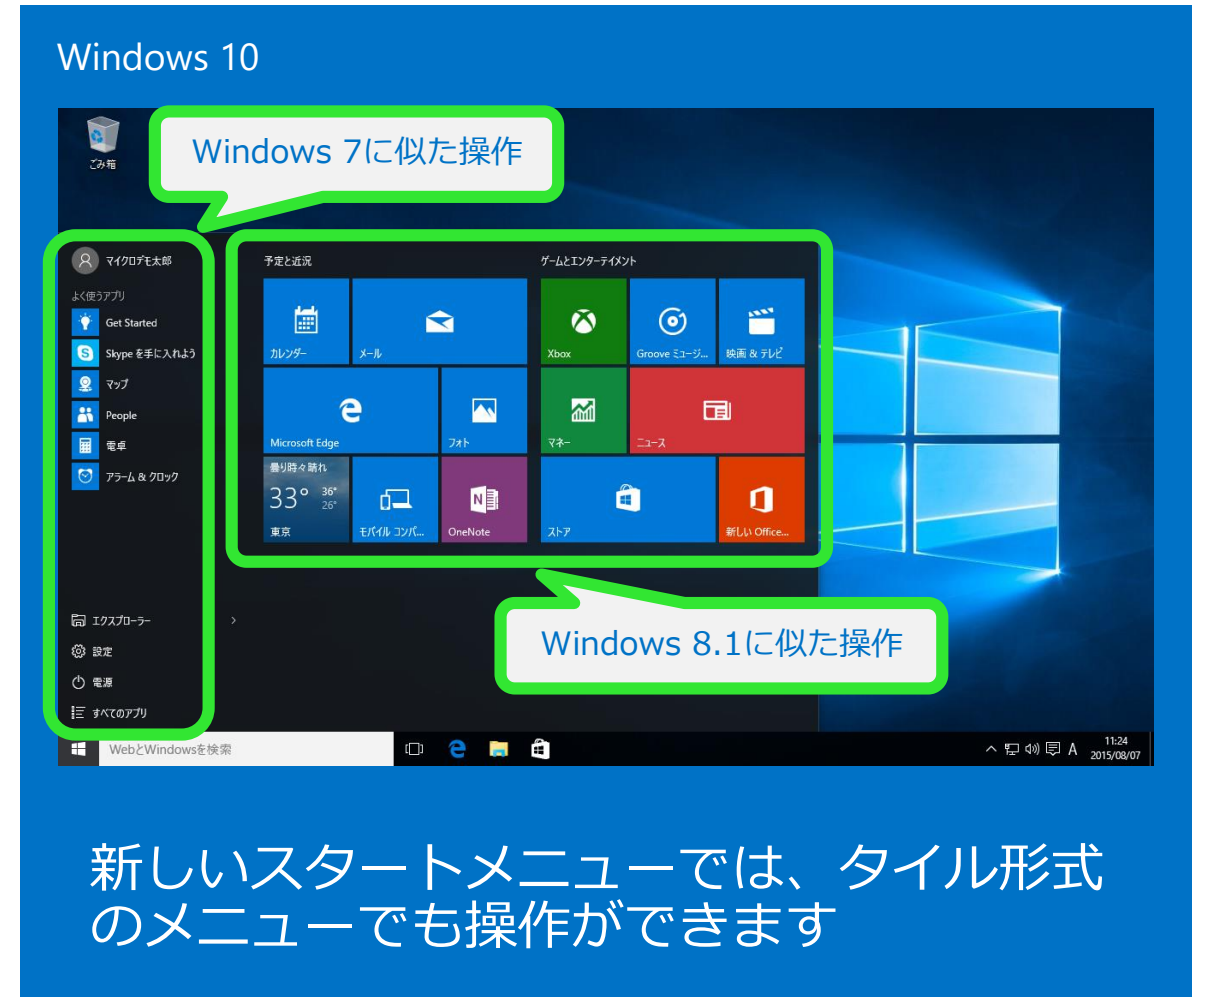 Windows 10
ごみ箱
Windows 7に似た操作
マイクロデモ太郎
よく使うアプリ
Get Started
Skype を手に入れよう
マップ
People
電卓
アラーム & クロック
エクスプローラー
設定
電源
すべてのアプリ
予定と近況
ゲームとエンターテイメント
カレンダー
メール
Xbox
Groove ミュージ...
映画 & テレビ
Microsoft Edge
フォト
マネー
ニュース
曇り時々晴れ
33° 36°
26°
東京
モバイル コンパ...
OneNote
ストア
新しい Office...
Windows 8.1に似た操作
WebとWindowsを検索
A
11:24
2015/08/07
新しいスタートメニューでは、タイル形式
のメニューでも操作ができます